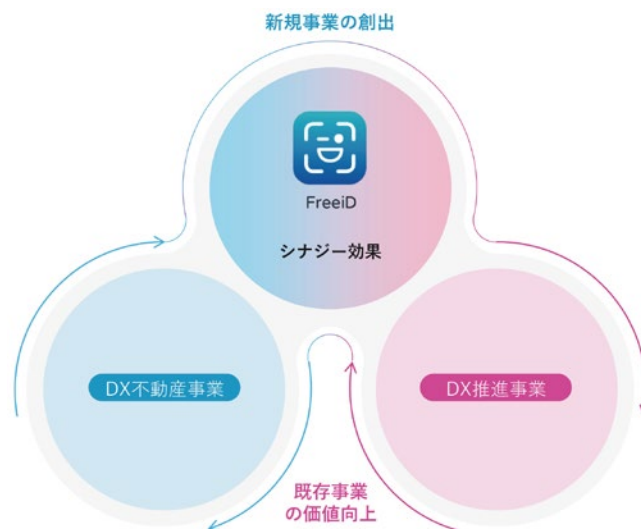 新規事業の創出
FreeiD
シナジー効果
DX不動産事業
DX推進事業
既存事業
の価値向上